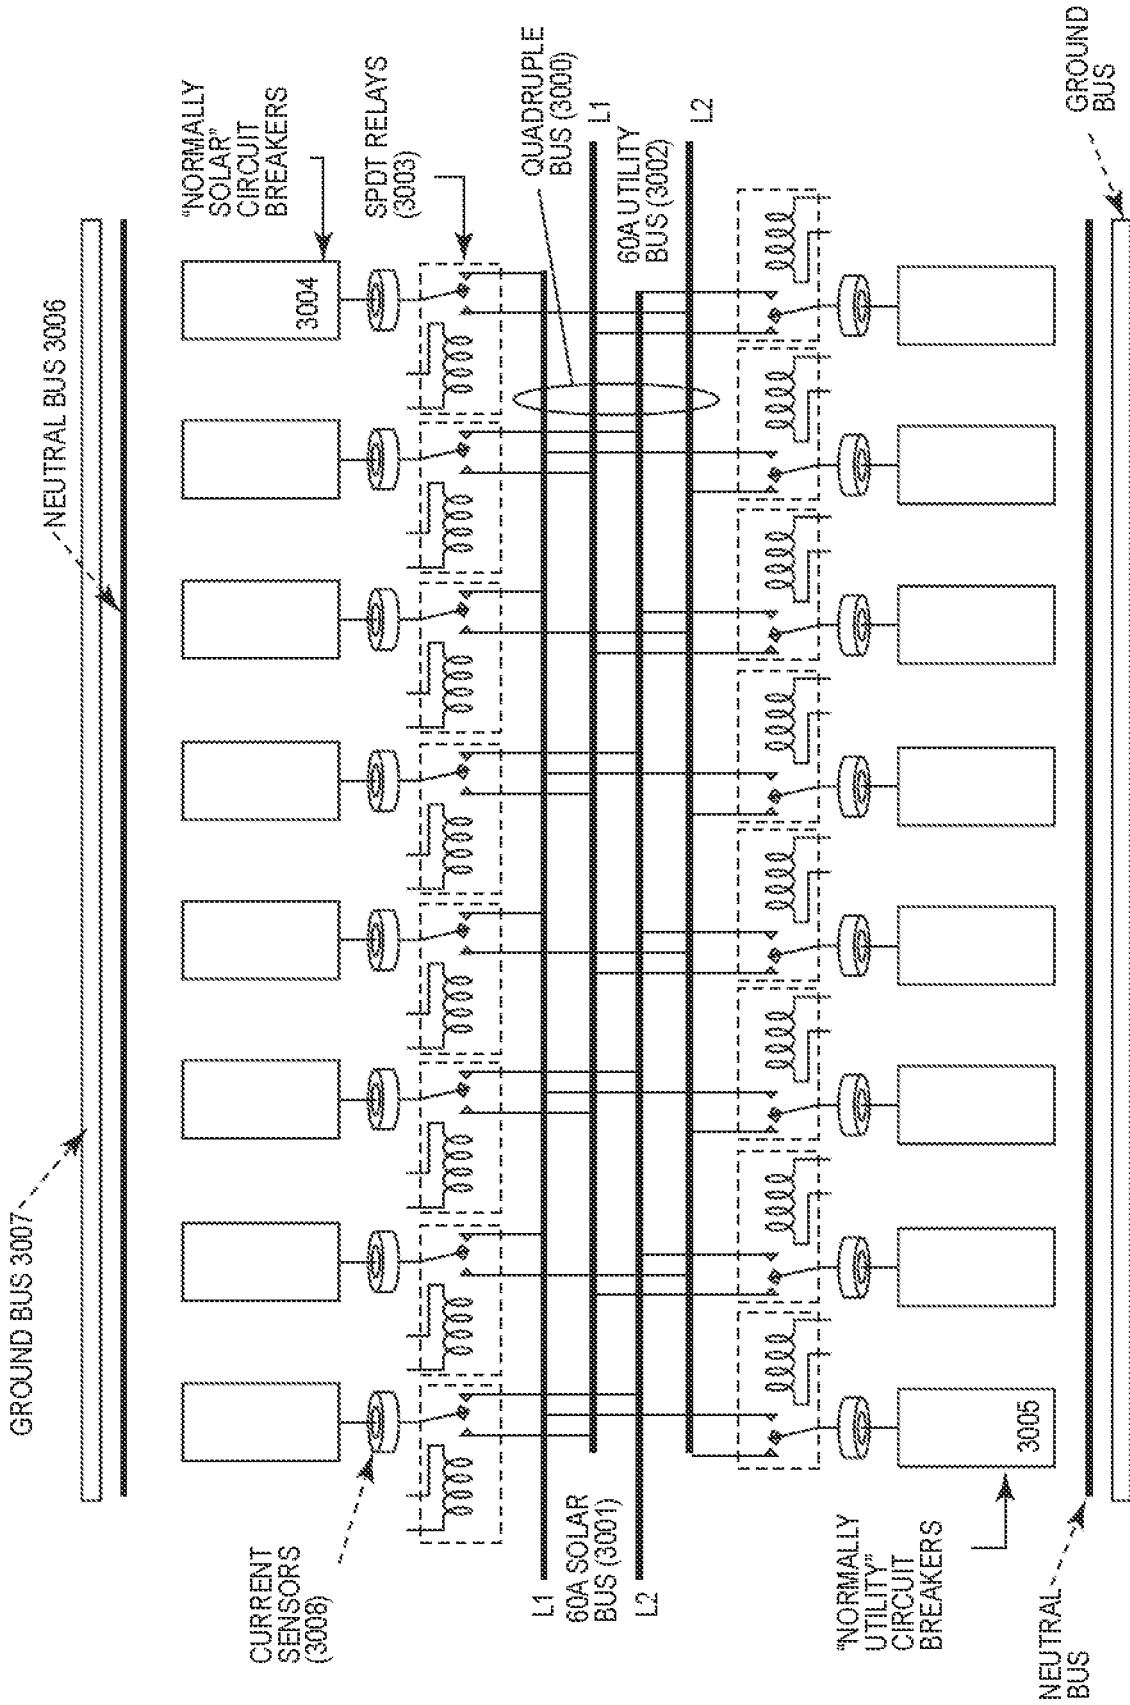 GROUND BUS 3007
NEUTRAL BUS 3006
"NORMALLY
SOLAR"
CIRCUIT
BREAKERS
3004
CURRENT
SENSORS
(3008)
SPDT RELAYS
(3003)
QUADRUPLE
BUS (3000)
L1
60A SOLAR
BUS (3001)
L2
L1
60A UTILITY
BUS (3002)
L2
"NORMALLY
UTILITY"
CIRCUIT
BREAKERS
3005
NEUTRAL
BUS
GROUND
BUS